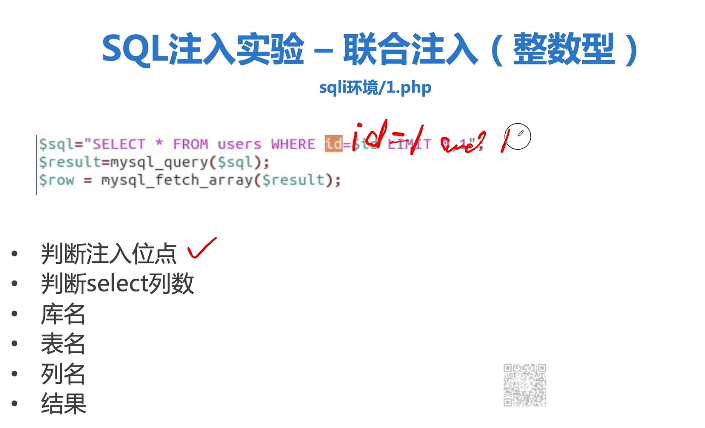 SQL注入实验 – 联合注入（整数型）
sqli环境/1.php
$sql="SELECT * FROM users WHERE id=$id LIMIT 0,1";
id=1 and 1
$result=mysql_query($sql);
$row = mysql_fetch_array($result);
• 判断注入位点
• 判断select列数
• 库名
• 表名
• 列名
• 结果